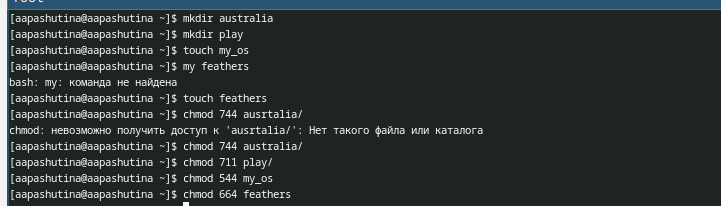 [aapashutina@aapashutina ~]$ mkdir australia
[aapashutina@aapashutina ~]$ mkdir play
[aapashutina@aapashutina ~]$ touch my_os
[aapashutina@aapashutina ~]$ my feathers
bash: my: команда не найдена
[aapashutina@aapashutina ~]$ touch feathers
[aapashutina@aapashutina ~]$ chmod 744 ausrtalia/
chmod: невозможно получить доступ к 'ausrtalia/': Нет такого файла или каталога
[aapashutina@aapashutina ~]$ chmod 744 australia/
[aapashutina@aapashutina ~]$ chmod 711 play/
[aapashutina@aapashutina ~]$ chmod 544 my_os
[aapashutina@aapashutina ~]$ chmod 664 feathers